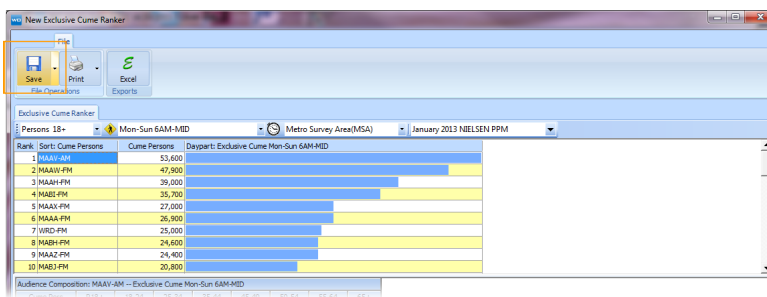 WO New Exclusive Cume Ranker
File
Save Print Excel
File Operations Exports
Exclusive Cume Ranker
Persons 18+ Mon-Sun 6AM-MID Metro Survey Area(MSA) January 2013 NIELSEN PPM
Rank Sort: Cume Persons Cume Persons Daypart: Exclusive Cume Mon-Sun 6AM-MID
1 MAAV-AM 53,600
2 MAAW-FM 47,900
3 MAAH-FM 39,000
4 MABI-FM 35,700
5 MAAX-FM 27,000
6 MAAA-FM 26,900
7 WRD-FM 25,000
8 MABH-FM 24,600
9 MAAZ-FM 24,400
10 MABJ-FM 20,800
Audience Composition: MAAV-AM -- Exclusive Cume Mon-Sun 6AM-MID